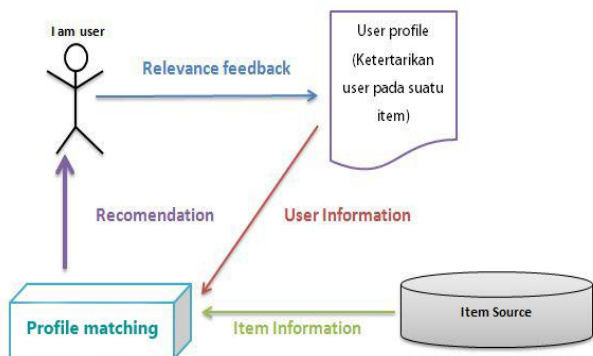 I am user
Relevance feedback
User profile
(Ketertarikan
user pada suatu
item)
Recomendation
User Information
Profile matching
Item Information
Item Source